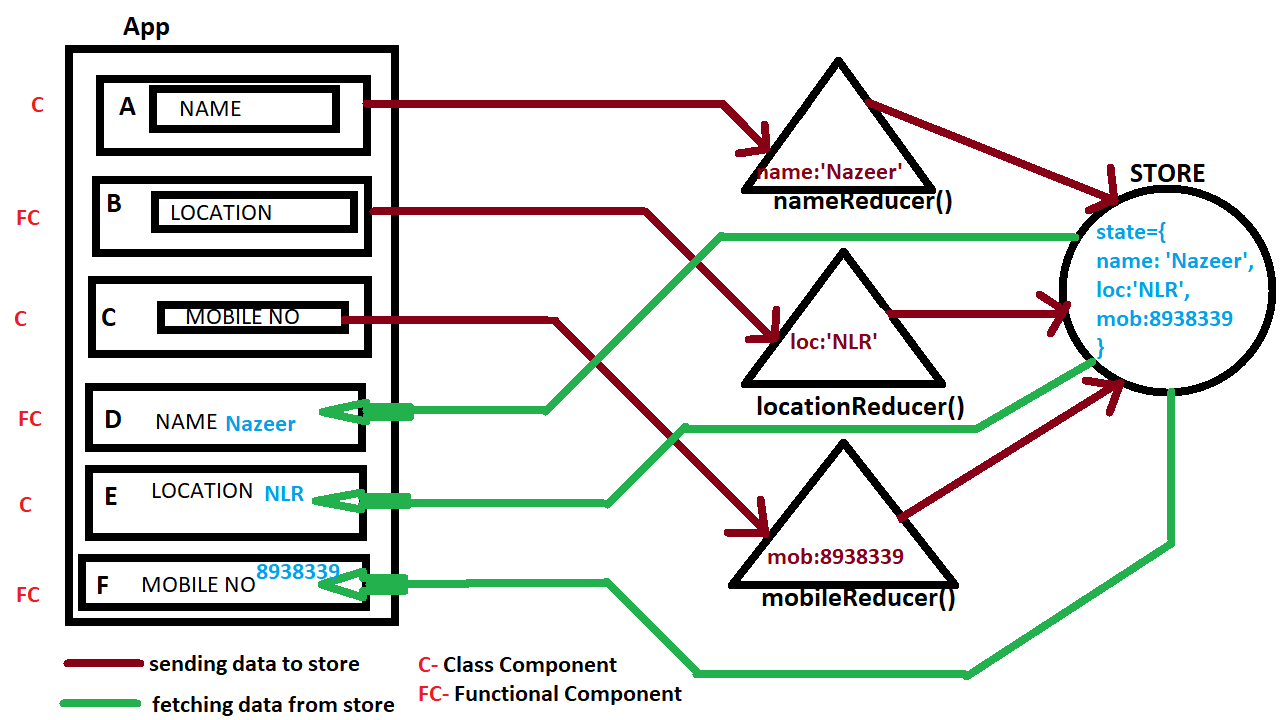 App
C
A
NAME
FC
B
LOCATION
C
C
MOBILE NO
FC
D
NAME Nazeer
C
E
LOCATION NLR
FC
F
MOBILE NO 8938339
name:'Nazeer'
nameReducer()
loc:'NLR'
locationReducer()
mob:8938339
mobileReducer()
STORE
state={
name: 'Nazeer',
loc:'NLR',
mob:8938339
}
sending data to store
fetching data from store
C- Class Component
FC- Functional Component